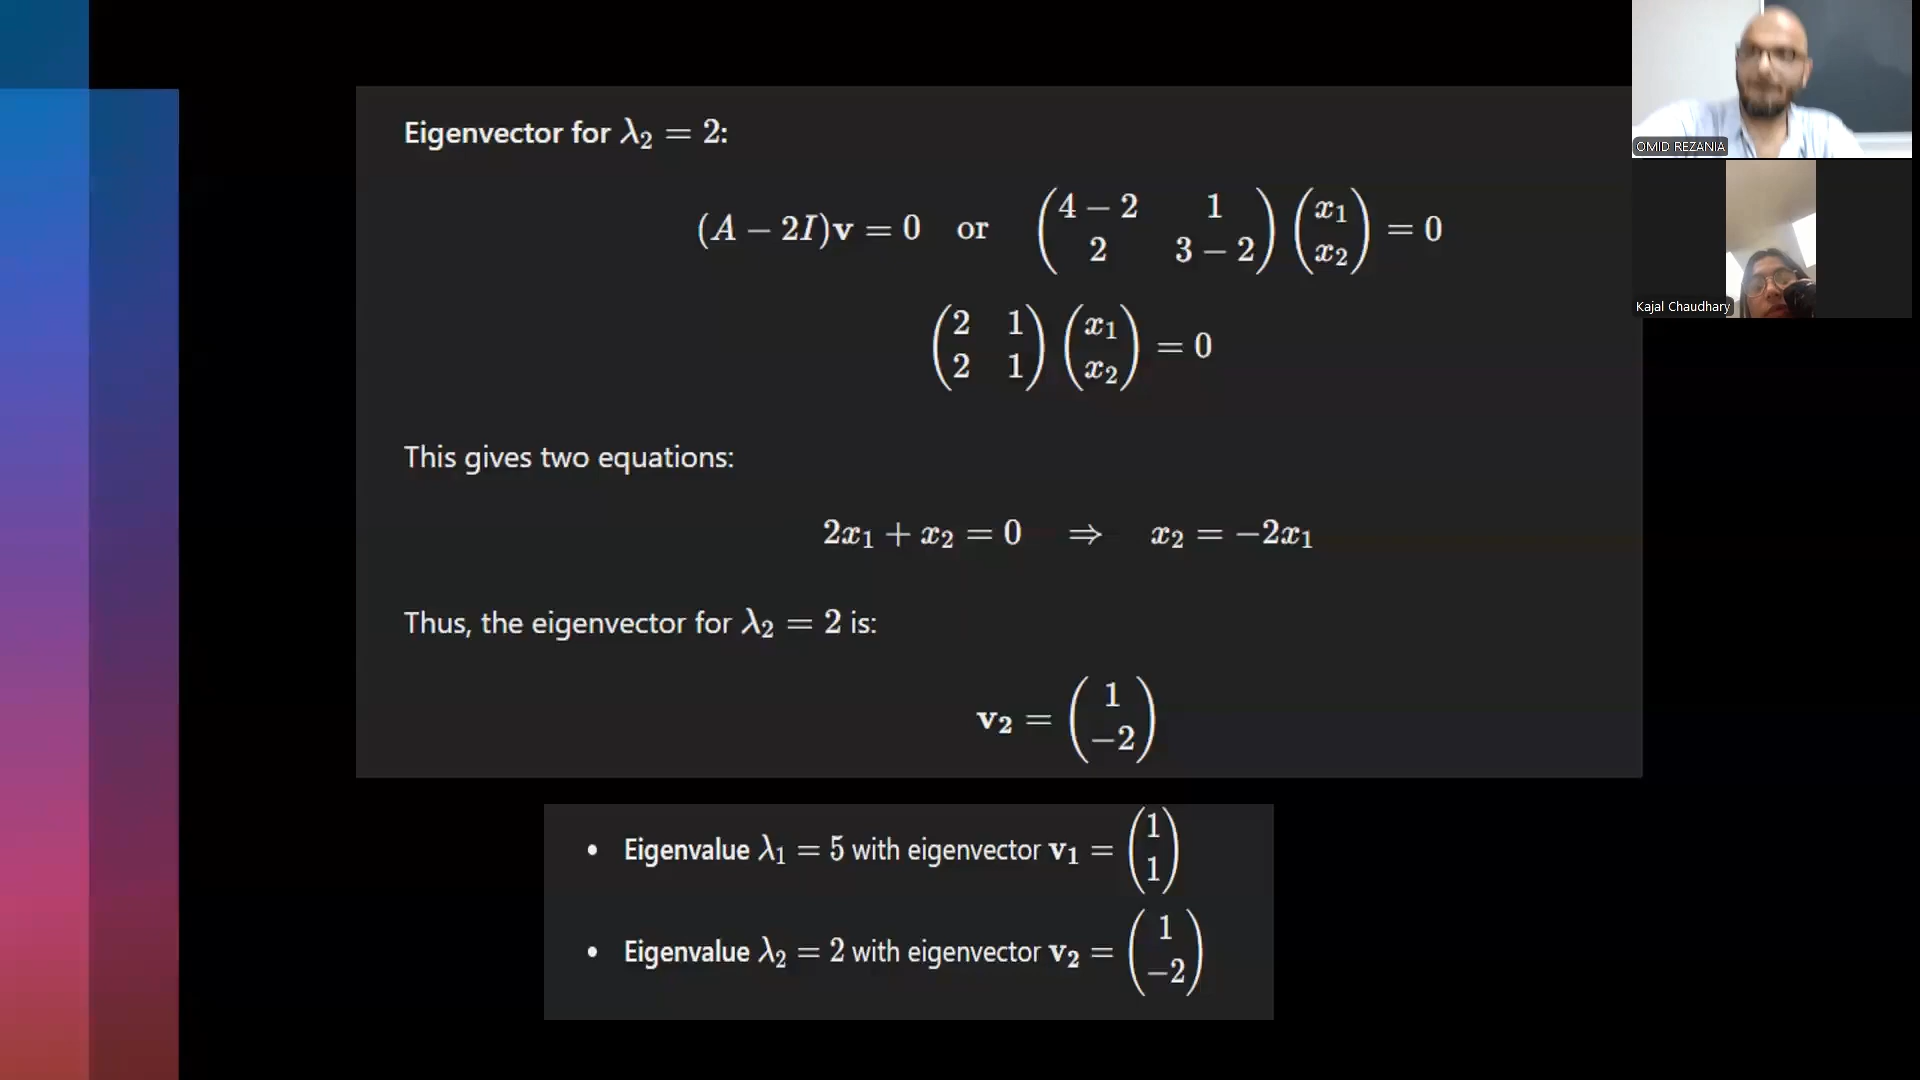 Eigenvector for λ₂ = 2:
(A − 2I)v = 0 or (4 − 2 1; 2 3 − 2) (x₁; x₂) = 0
(2 1; 2 1) (x₁; x₂) = 0
This gives two equations:
2x₁ + x₂ = 0 ⇒ x₂ = −2x₁
Thus, the eigenvector for λ₂ = 2 is:
v₂ = (1; −2)
• Eigenvalue λ₁ = 5 with eigenvector v₁ = (1; 1)
• Eigenvalue λ₂ = 2 with eigenvector v₂ = (1; −2)
OMID REZANIA
Kajal Chaudhary